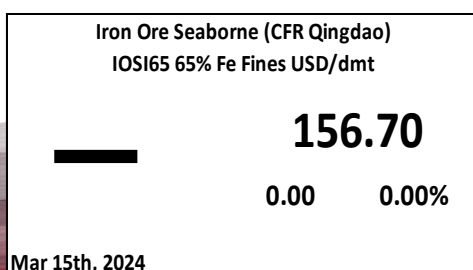 Iron Ore Seaborne (CFR Qingdao)
IOSI65 65% Fe Fines USD/dmt
156.70
0.00 0.00%
Mar 15th, 2024